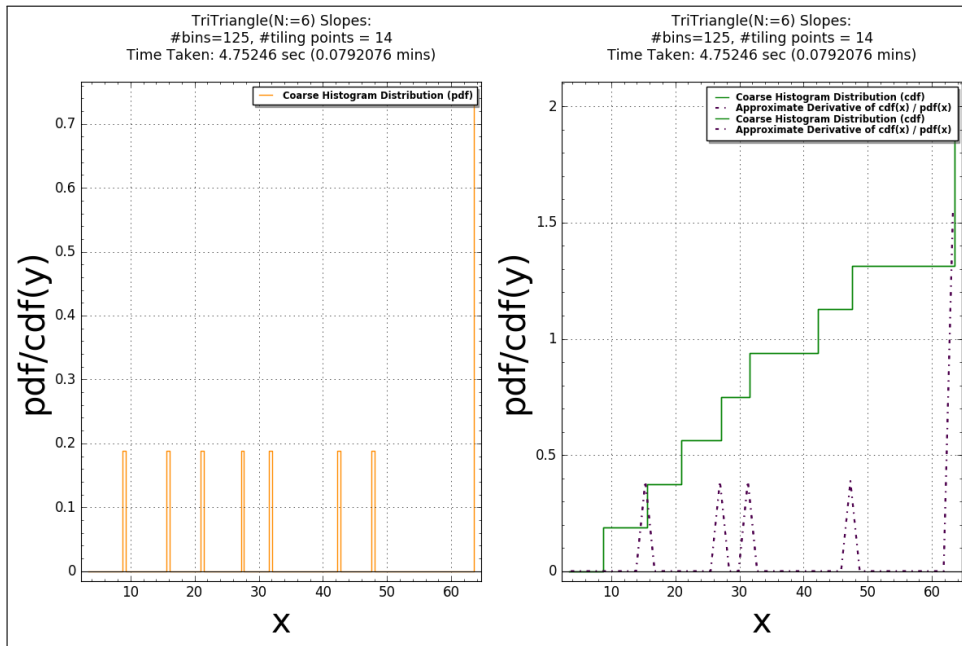 TriTriangle(N:=6) Slopes:
#bins=125, #tiling points = 14
Time Taken: 4.75246 sec (0.0792076 mins)
Coarse Histogram Distribution (pdf)
0.7
0.6
0.5
0.4
0.3
0.2
0.1
0
pdf/cdf(y)
10
20
30
40
50
60
x
TriTriangle(N:=6) Slopes:
#bins=125, #tiling points = 14
Time Taken: 4.75246 sec (0.0792076 mins)
Coarse Histogram Distribution (cdf)
Approximate Derivative of cdf(x) / pdf(x)
Coarse Histogram Distribution (cdf)
Approximate Derivative of cdf(x) / pdf(x)
2
1.5
1
0.5
0
pdf/cdf(y)
10
20
30
40
50
60
x